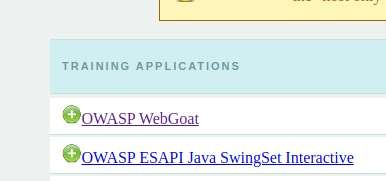 TRAINING APPLICATIONS
OWASP WebGoat
OWASP ESAPI Java SwingSet Interactive